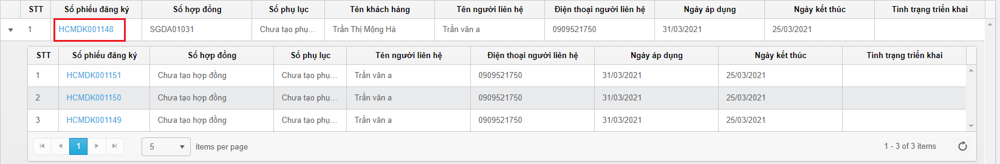 STT Số phiếu đăng ký Số hợp đồng Số phụ lục Tên khách hàng Tên người liên hệ Điện thoại người liên hệ Ngày áp dụng Ngày kết thúc Tình trạng triển khai
1 HCMDK001148 SGDA01031 Chưa tạo phụ... Trần Thị Mộng Hà Trần văn a 0909521750 31/03/2021 25/03/2021
STT Số phiếu đăng ký Số hợp đồng Số phụ lục Tên người liên hệ Điện thoại người liên hệ Ngày áp dụng Ngày kết thúc Tình trạng triển khai
1 HCMDK001151 Chưa tạo hợp đồng Chưa tạo phụ... Trần văn a 0909521750 31/03/2021 25/03/2021
2 HCMDK001150 Chưa tạo hợp đồng Chưa tạo phụ... Trần văn a 0909521750 31/03/2021 25/03/2021
3 HCMDK001149 Chưa tạo hợp đồng Chưa tạo phụ... Trần văn a 0909521750 31/03/2021 25/03/2021
1 5 items per page 1 - 3 of 3 items